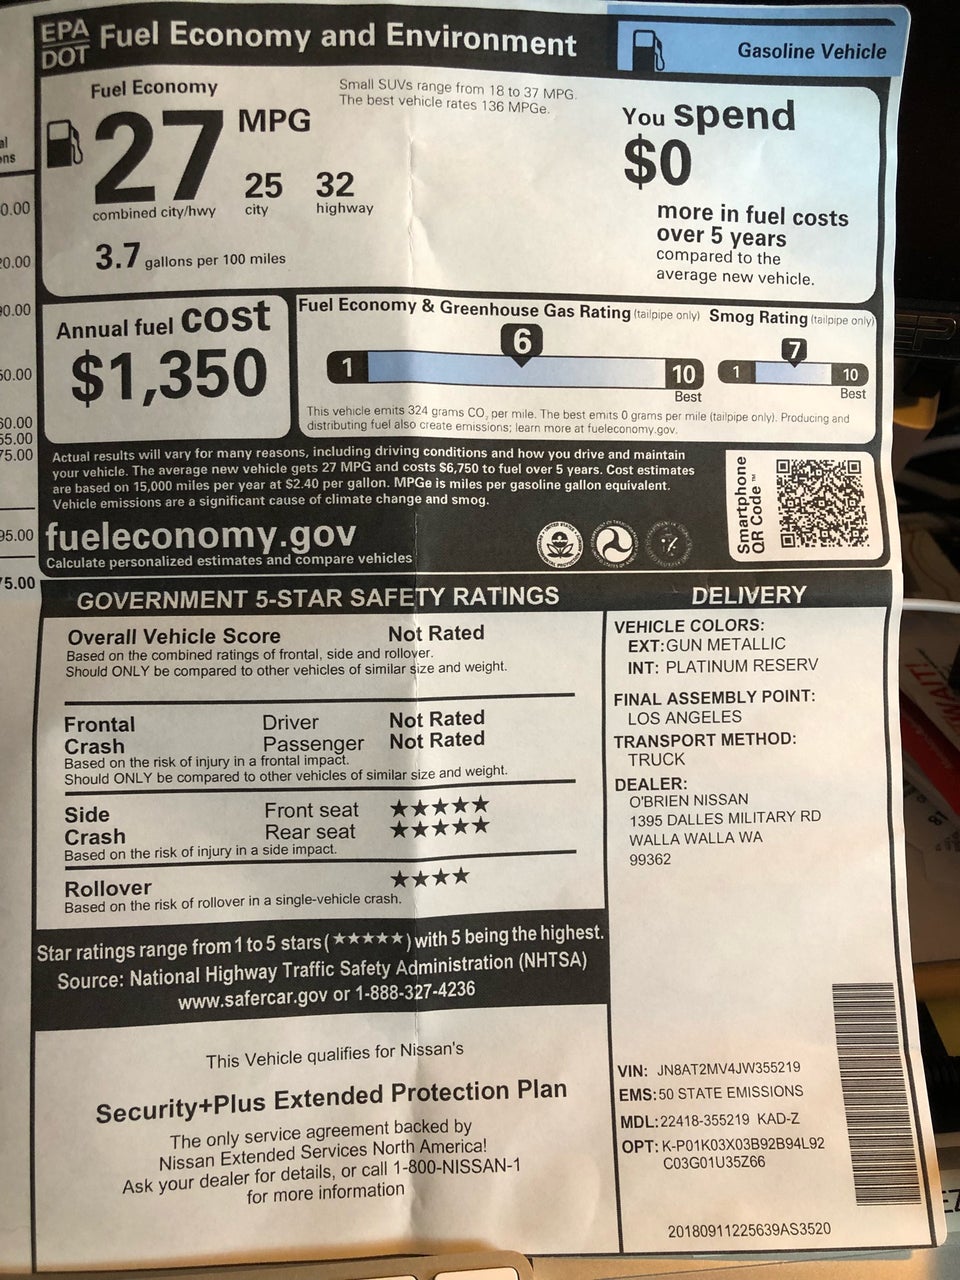 EPA
DOT
Fuel Economy and Environment
Gasoline Vehicle
Fuel Economy
27 MPG
combined city/hwy
25 city
32 highway
3.7 gallons per 100 miles
Small SUVs range from 18 to 37 MPG.
The best vehicle rates 136 MPGe.
You spend
$0
more in fuel costs
over 5 years
compared to the
average new vehicle.
Annual fuel cost
$1,350
Fuel Economy & Greenhouse Gas Rating (tailpipe only)
6
1
10
Best
Smog Rating (tailpipe only)
7
1
10
Best
This vehicle emits 324 grams CO2 per mile. The best emits 0 grams per mile (tailpipe only). Producing and
distributing fuel also create emissions; learn more at fueleconomy.gov.
Actual results will vary for many reasons, including driving conditions and how you drive and maintain
your vehicle. The average new vehicle gets 27 MPG and costs $6,750 to fuel over 5 years. Cost estimates
are based on 15,000 miles per year at $2.40 per gallon. MPGe is miles per gasoline gallon equivalent.
Vehicle emissions are a significant cause of climate change and smog.
fueleconomy.gov
Calculate personalized estimates and compare vehicles
Smartphone
QR Code™
GOVERNMENT 5-STAR SAFETY RATINGS
Overall Vehicle Score Not Rated
Based on the combined ratings of frontal, side and rollover.
Should ONLY be compared to other vehicles of similar size and weight.
Frontal Driver Not Rated
Crash Passenger Not Rated
Based on the risk of injury in a frontal impact.
Should ONLY be compared to other vehicles of similar size and weight.
Side Front seat ★★★★★
Crash Rear seat ★★★★★
Based on the risk of injury in a side impact.
Rollover ★★★★
Based on the risk of rollover in a single-vehicle crash.
Star ratings range from 1 to 5 stars (★★★★★) with 5 being the highest.
Source: National Highway Traffic Safety Administration (NHTSA)
www.safercar.gov or 1-888-327-4236
This Vehicle qualifies for Nissan's
Security+Plus Extended Protection Plan
The only service agreement backed by
Nissan Extended Services North America!
Ask your dealer for details, or call 1-800-NISSAN-1
for more information
DELIVERY
VEHICLE COLORS:
EXT:GUN METALLIC
INT: PLATINUM RESERV
FINAL ASSEMBLY POINT:
LOS ANGELES
TRANSPORT METHOD:
TRUCK
DEALER:
O'BRIEN NISSAN
1395 DALLES MILITARY RD
WALLA WALLA WA
99362
VIN: JN8AT2MV4JW355219
EMS:50 STATE EMISSIONS
MDL:22418-355219 KAD-Z
OPT: K-P01K03X03B92B94L92
C03G01U35Z66
20180911225639AS3520